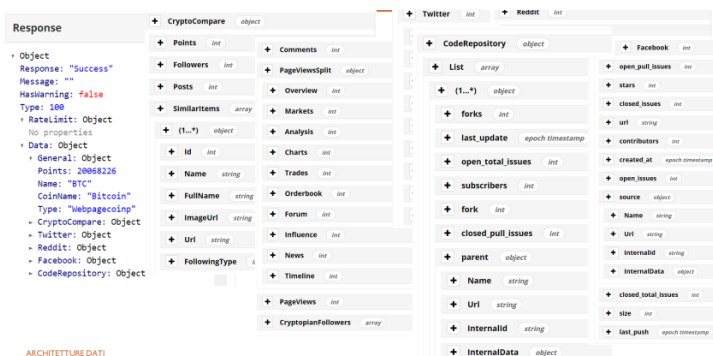 Response
Object
Response: "Success"
Message: ""
HasWarning: false
Type: 100
RateLimit: Object
No properties
Data: Object
General: Object
Points: 20068226
Name: "BTC"
CoinName: "Bitcoin"
Type: "Webpagecoinp"
CryptoCompare: Object
Twitter: Object
Reddit: Object
Facebook: Object
CodeRepository: Object
+ CryptoCompare object
+ Points int
+ Followers int
+ Posts int
+ SimilarItems array
+ (1...*) object
+ Id int
+ Name string
+ FullName string
+ ImageUrl string
+ Url string
+ FollowingType
+ Comments int
+ PageViewsSplit object
+ Overview int
+ Markets int
+ Analysis int
+ Charts int
+ Trades int
+ Orderbook int
+ Forum int
+ Influence int
+ News int
+ Timeline int
+ PageViews int
+ CryptopianFollowers array
+ Twitter int
+ Reddit int
+ CodeRepository object
+ List array
+ (1...*) object
+ forks int
+ last_update epoch timestamp
+ open_total_issues int
+ subscribers int
+ fork int
+ closed_pull_issues int
+ parent object
+ Name string
+ Url string
+ InternalId string
+ InternalData object
+ Facebook int
+ open_pull_issues int
+ stars int
+ closed_issues int
+ url string
+ contributors int
+ created_at epoch timestamp
+ open_issues int
+ source object
+ Name string
+ Url string
+ InternalId string
+ InternalData object
+ closed_total_issues int
+ size int
+ last_push epoch timestamp
ARCHITETTURE DATI